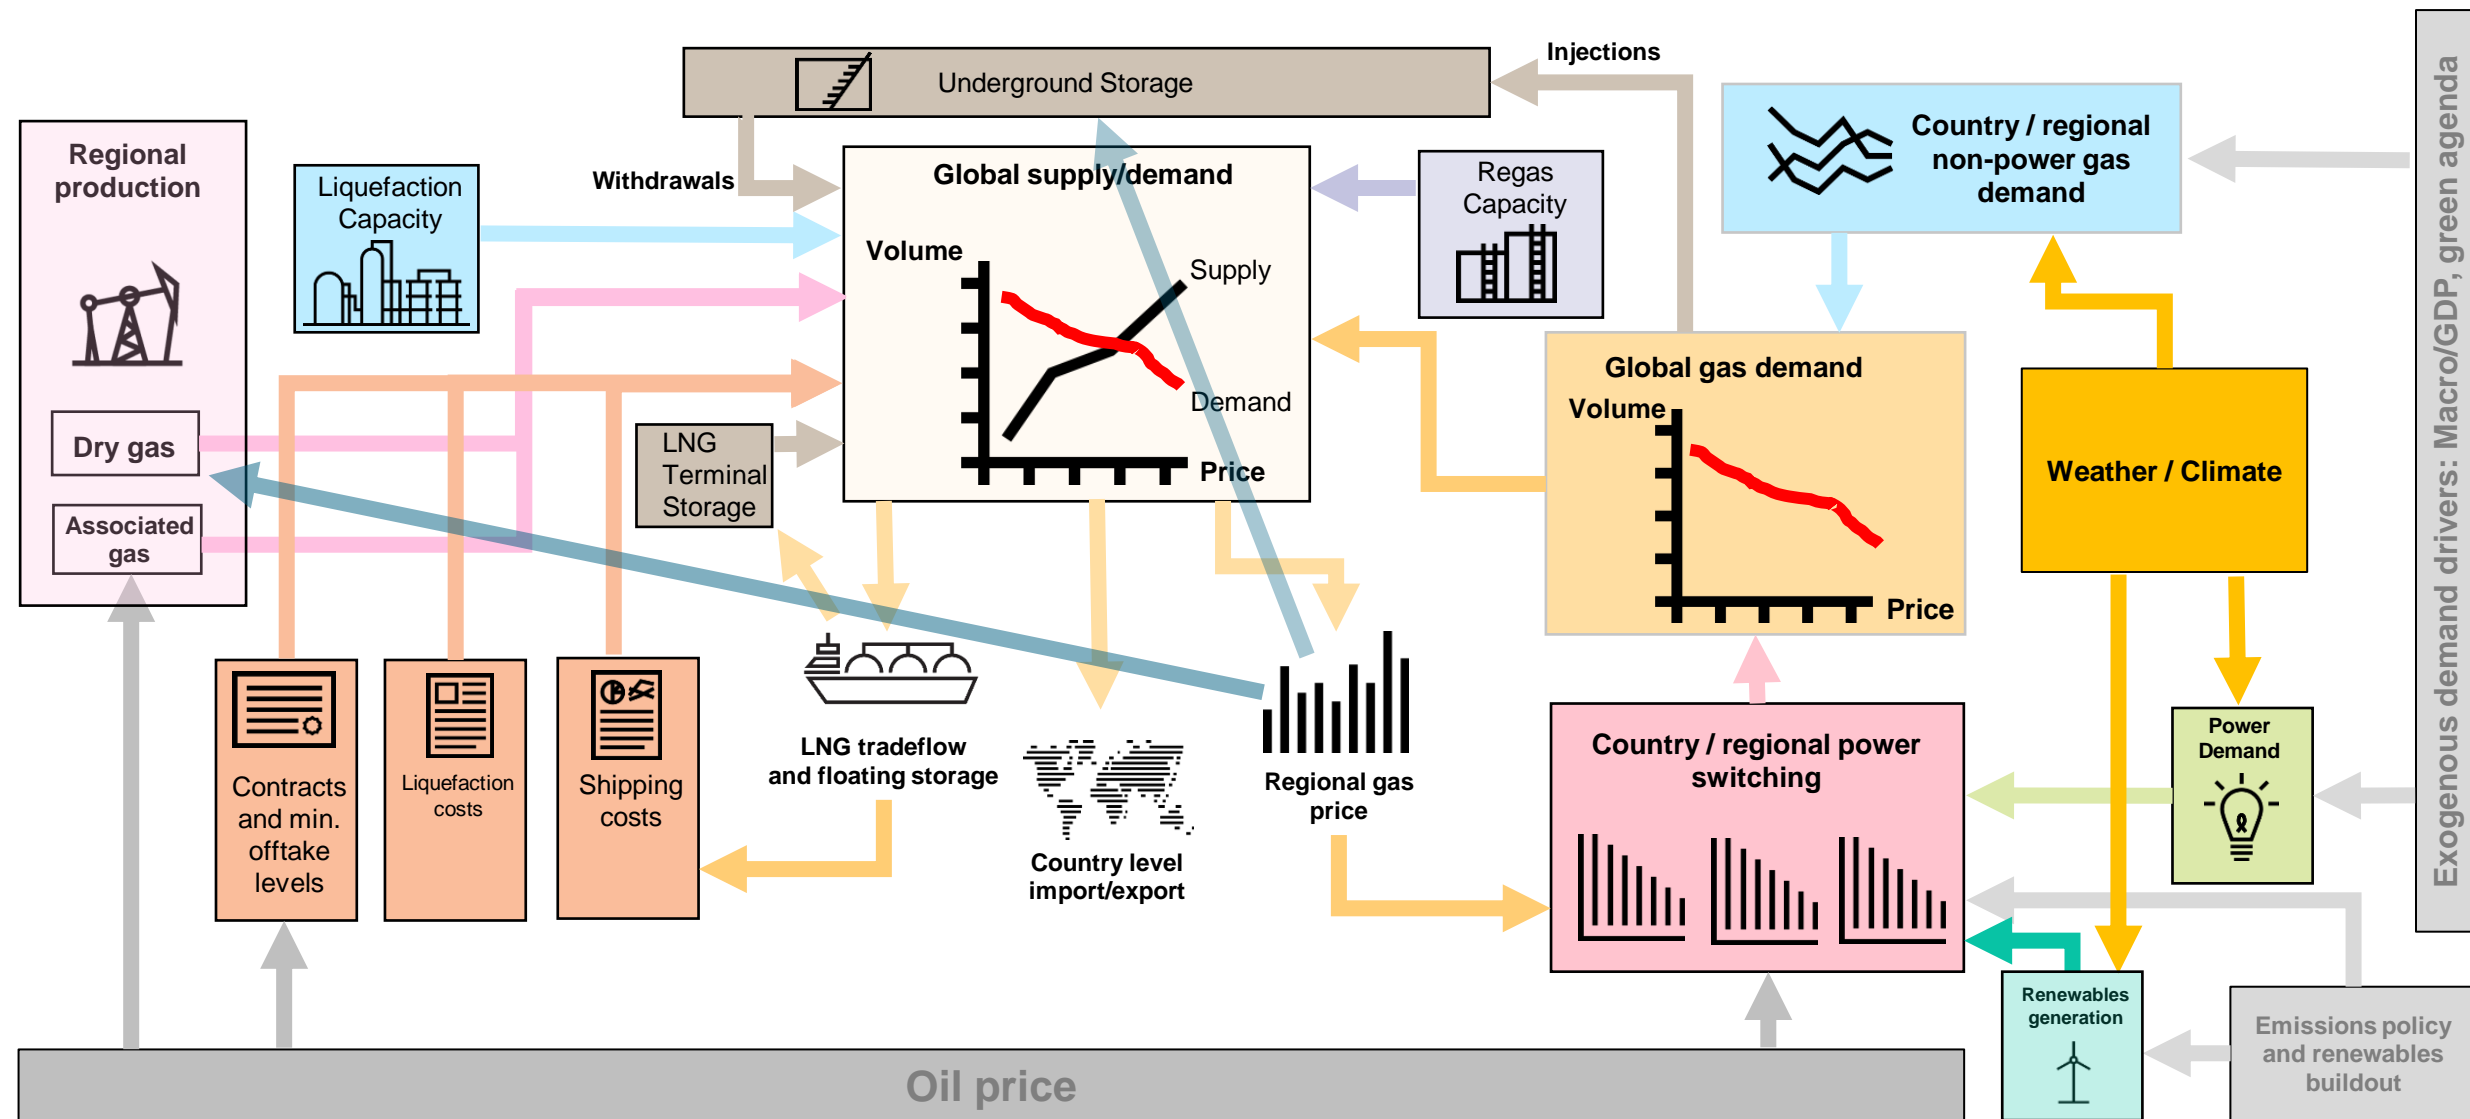 Injections
Underground Storage
Regional
production
Dry gas
Associated
gas
Liquefaction
Capacity
Withdrawals
Global supply/demand
Volume
Supply
Demand
Price
LNG
Terminal
Storage
Regas
Capacity
Country / regional
non-power gas
demand
Global gas demand
Volume
Price
Weather / Climate
Exogenous demand drivers: Macro/GDP, green agenda
Contracts
and min.
offtake
levels
Liquefaction
costs
Shipping
costs
LNG tradeflow
and floating storage
Country level
import/export
Regional gas
price
Country / regional power
switching
Power
Demand
Renewables
generation
Emissions policy
and renewables
buildout
Oil price